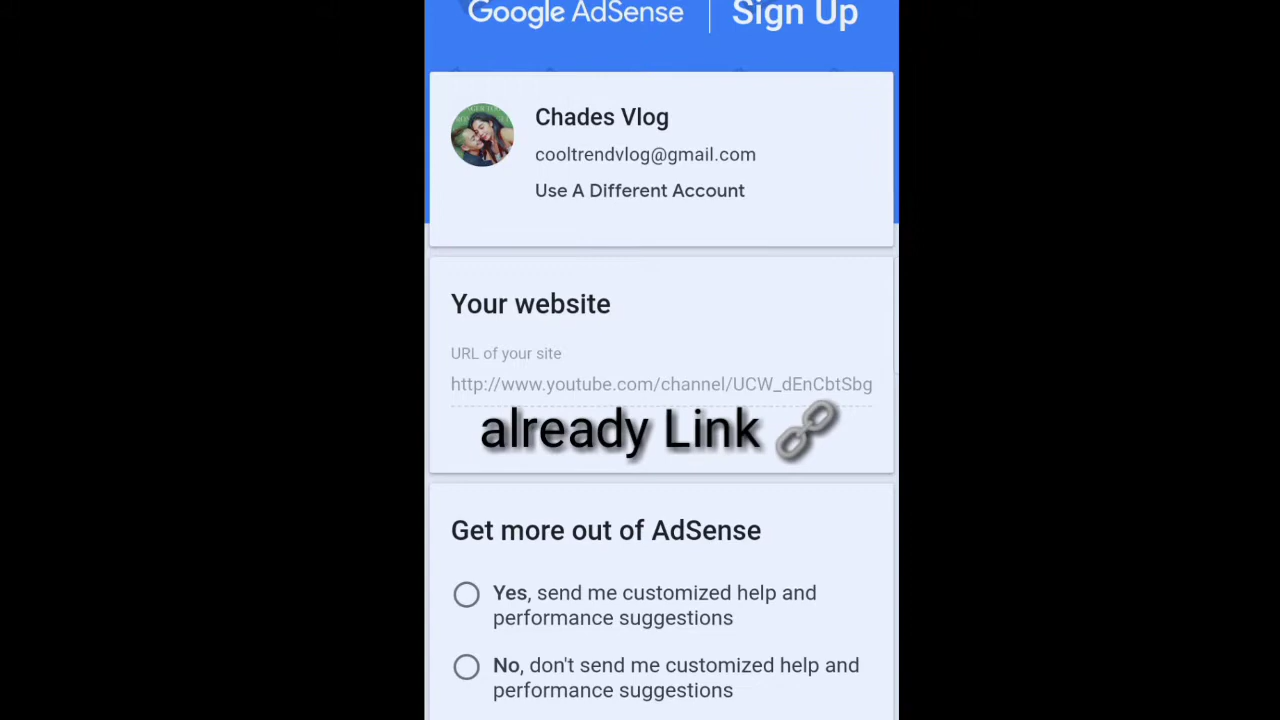 Google AdSense | Sign Up
Chades Vlog
cooltrendvlog@gmail.com
Use A Different Account
Your website
URL of your site
http://www.youtube.com/channel/UCW_dEnCbtSbg
already Link 🔗
Get more out of AdSense
Yes, send me customized help and
performance suggestions
No, don't send me customized help and
performance suggestions